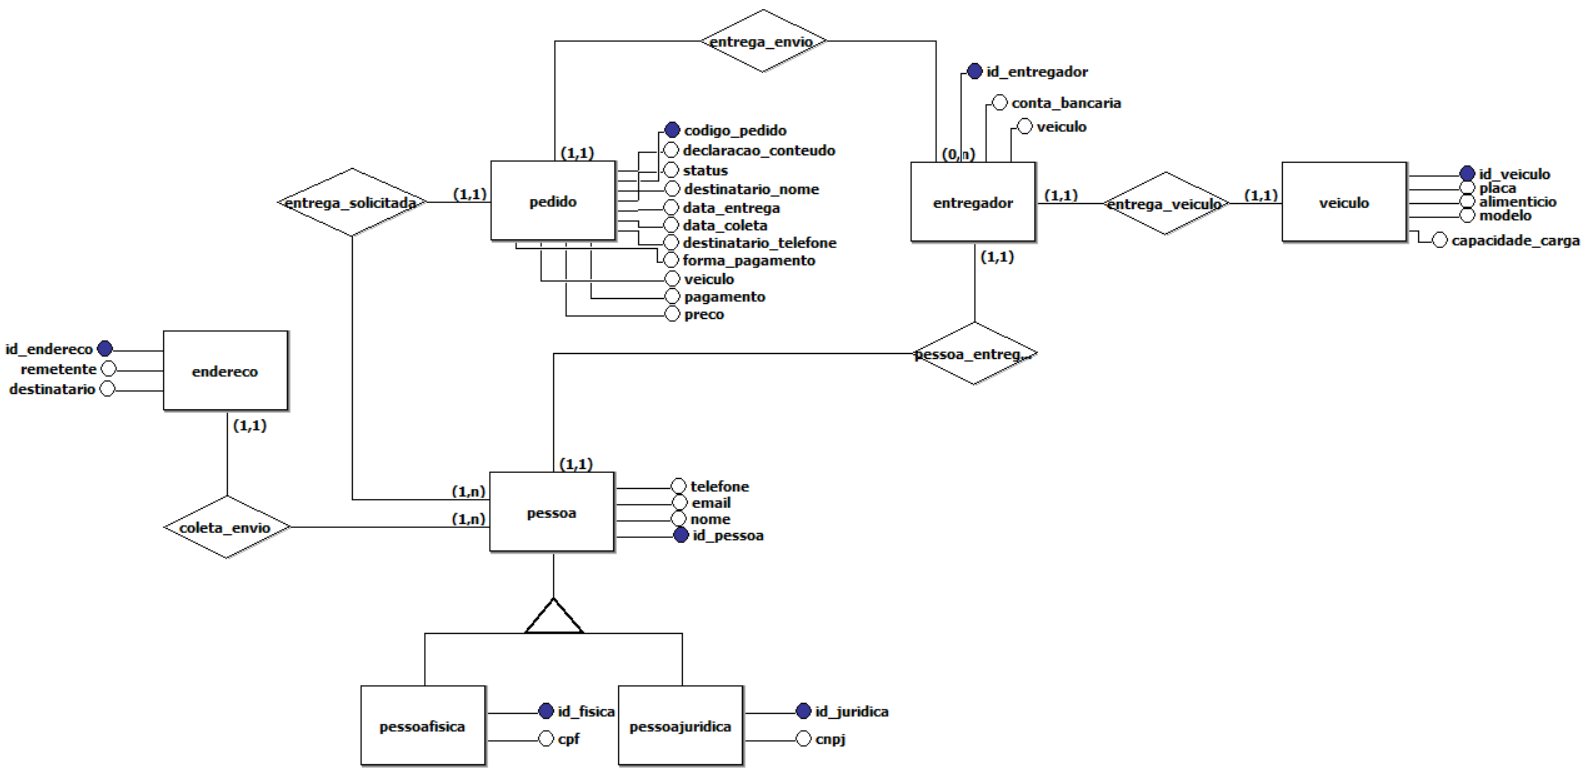 entrega_envio
id_entregador
conta_bancaria
veiculo
(0,n)
codigo_pedido
declaracao_conteudo
status
destinatario_nome
data_entrega
data_coleta
destinatario_telefone
forma_pagamento
veiculo
pagamento
preco
(1,1)
pedido
(1,1)
entrega_solicitada
entregador
(1,1)
entrega_veiculo
(1,1)
veiculo
id_veiculo
placa
alimenticio
modelo
capacidade_carga
(1,1)
pessoa_entreg...
id_endereco
remetente
destinatario
endereco
(1,1)
(1,1)
(1,n)
(1,n)
coleta_envio
pessoa
telefone
email
nome
id_pessoa
pessoafisica
id_fisica
cpf
pessoajuridica
id_juridica
cnpj